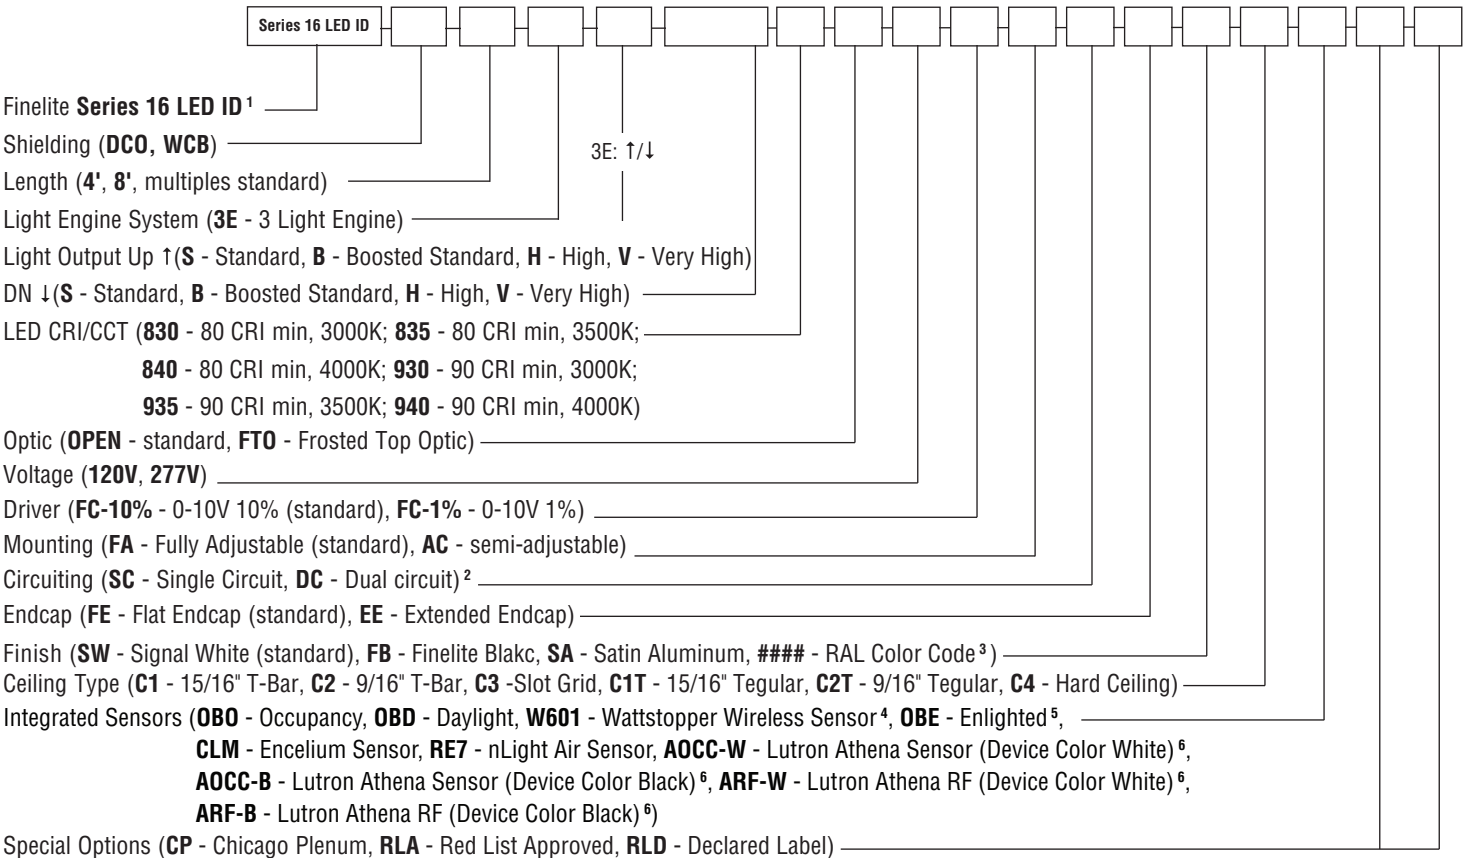 Series 16 LED ID
Finelite Series 16 LED ID 1
Shielding (DCO, WCB)
3E: ↑/↓
Length (4', 8', multiples standard)
Light Engine System (3E - 3 Light Engine)
Light Output Up ↑(S - Standard, B - Boosted Standard, H - High, V - Very High)
DN ↓(S - Standard, B - Boosted Standard, H - High, V - Very High)
LED CRI/CCT (830 - 80 CRI min, 3000K; 835 - 80 CRI min, 3500K;
840 - 80 CRI min, 4000K; 930 - 90 CRI min, 3000K;
935 - 90 CRI min, 3500K; 940 - 90 CRI min, 4000K)
Optic (OPEN - standard, FTO - Frosted Top Optic)
Voltage (120V, 277V)
Driver (FC-10% - 0-10V 10% (standard), FC-1% - 0-10V 1%)
Mounting (FA - Fully Adjustable (standard), AC - semi-adjustable)
Circuiting (SC - Single Circuit, DC - Dual circuit) 2
Endcap (FE - Flat Endcap (standard), EE - Extended Endcap)
Finish (SW - Signal White (standard), FB - Finelite Blakc, SA - Satin Aluminum, #### - RAL Color Code 3 )
Ceiling Type (C1 - 15/16" T-Bar, C2 - 9/16" T-Bar, C3 -Slot Grid, C1T - 15/16" Tegular, C2T - 9/16" Tegular, C4 - Hard Ceiling)
Integrated Sensors (OBO - Occupancy, OBD - Daylight, W601 - Wattstopper Wireless Sensor 4, OBE - Enlighted 5,
CLM - Encelium Sensor, RE7 - nLight Air Sensor, AOCC-W - Lutron Athena Sensor (Device Color White) 6,
AOCC-B - Lutron Athena Sensor (Device Color Black) 6, ARF-W - Lutron Athena RF (Device Color White) 6,
ARF-B - Lutron Athena RF (Device Color Black) 6)
Special Options (CP - Chicago Plenum, RLA - Red List Approved, RLD - Declared Label)